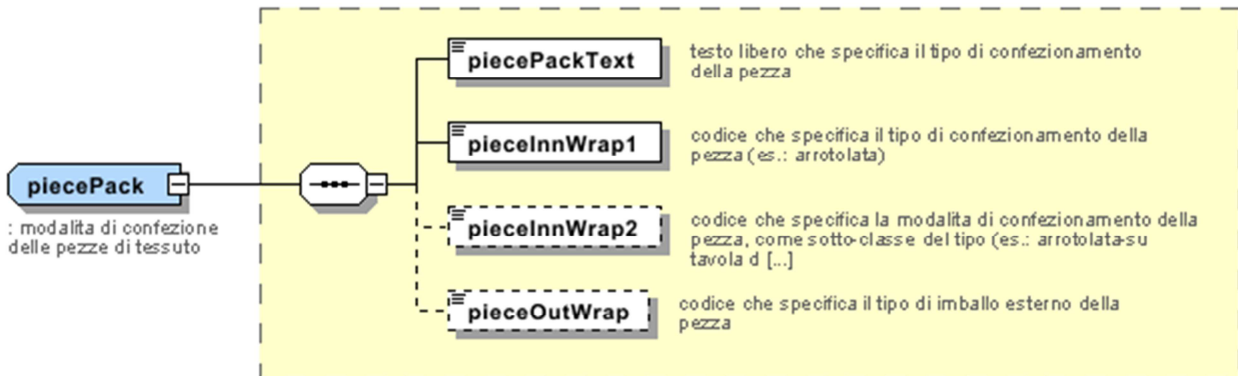 piecePackText
testo libero che specifica il tipo di confezionamento
della pezza
pieceInnWrap1
codice che specifica il tipo di confezionamento della
pezza (es.: arrotolata)
piecePack
: modalita di confezione
delle pezze di tessuto
pieceInnWrap2
codice che specifica la modalita di confezionamento della
pezza, come sotto-classe del tipo (es.: arrotolata-su
tavola d [...]
pieceOutWrap
codice che specifica il tipo di imballo esterno della
pezza